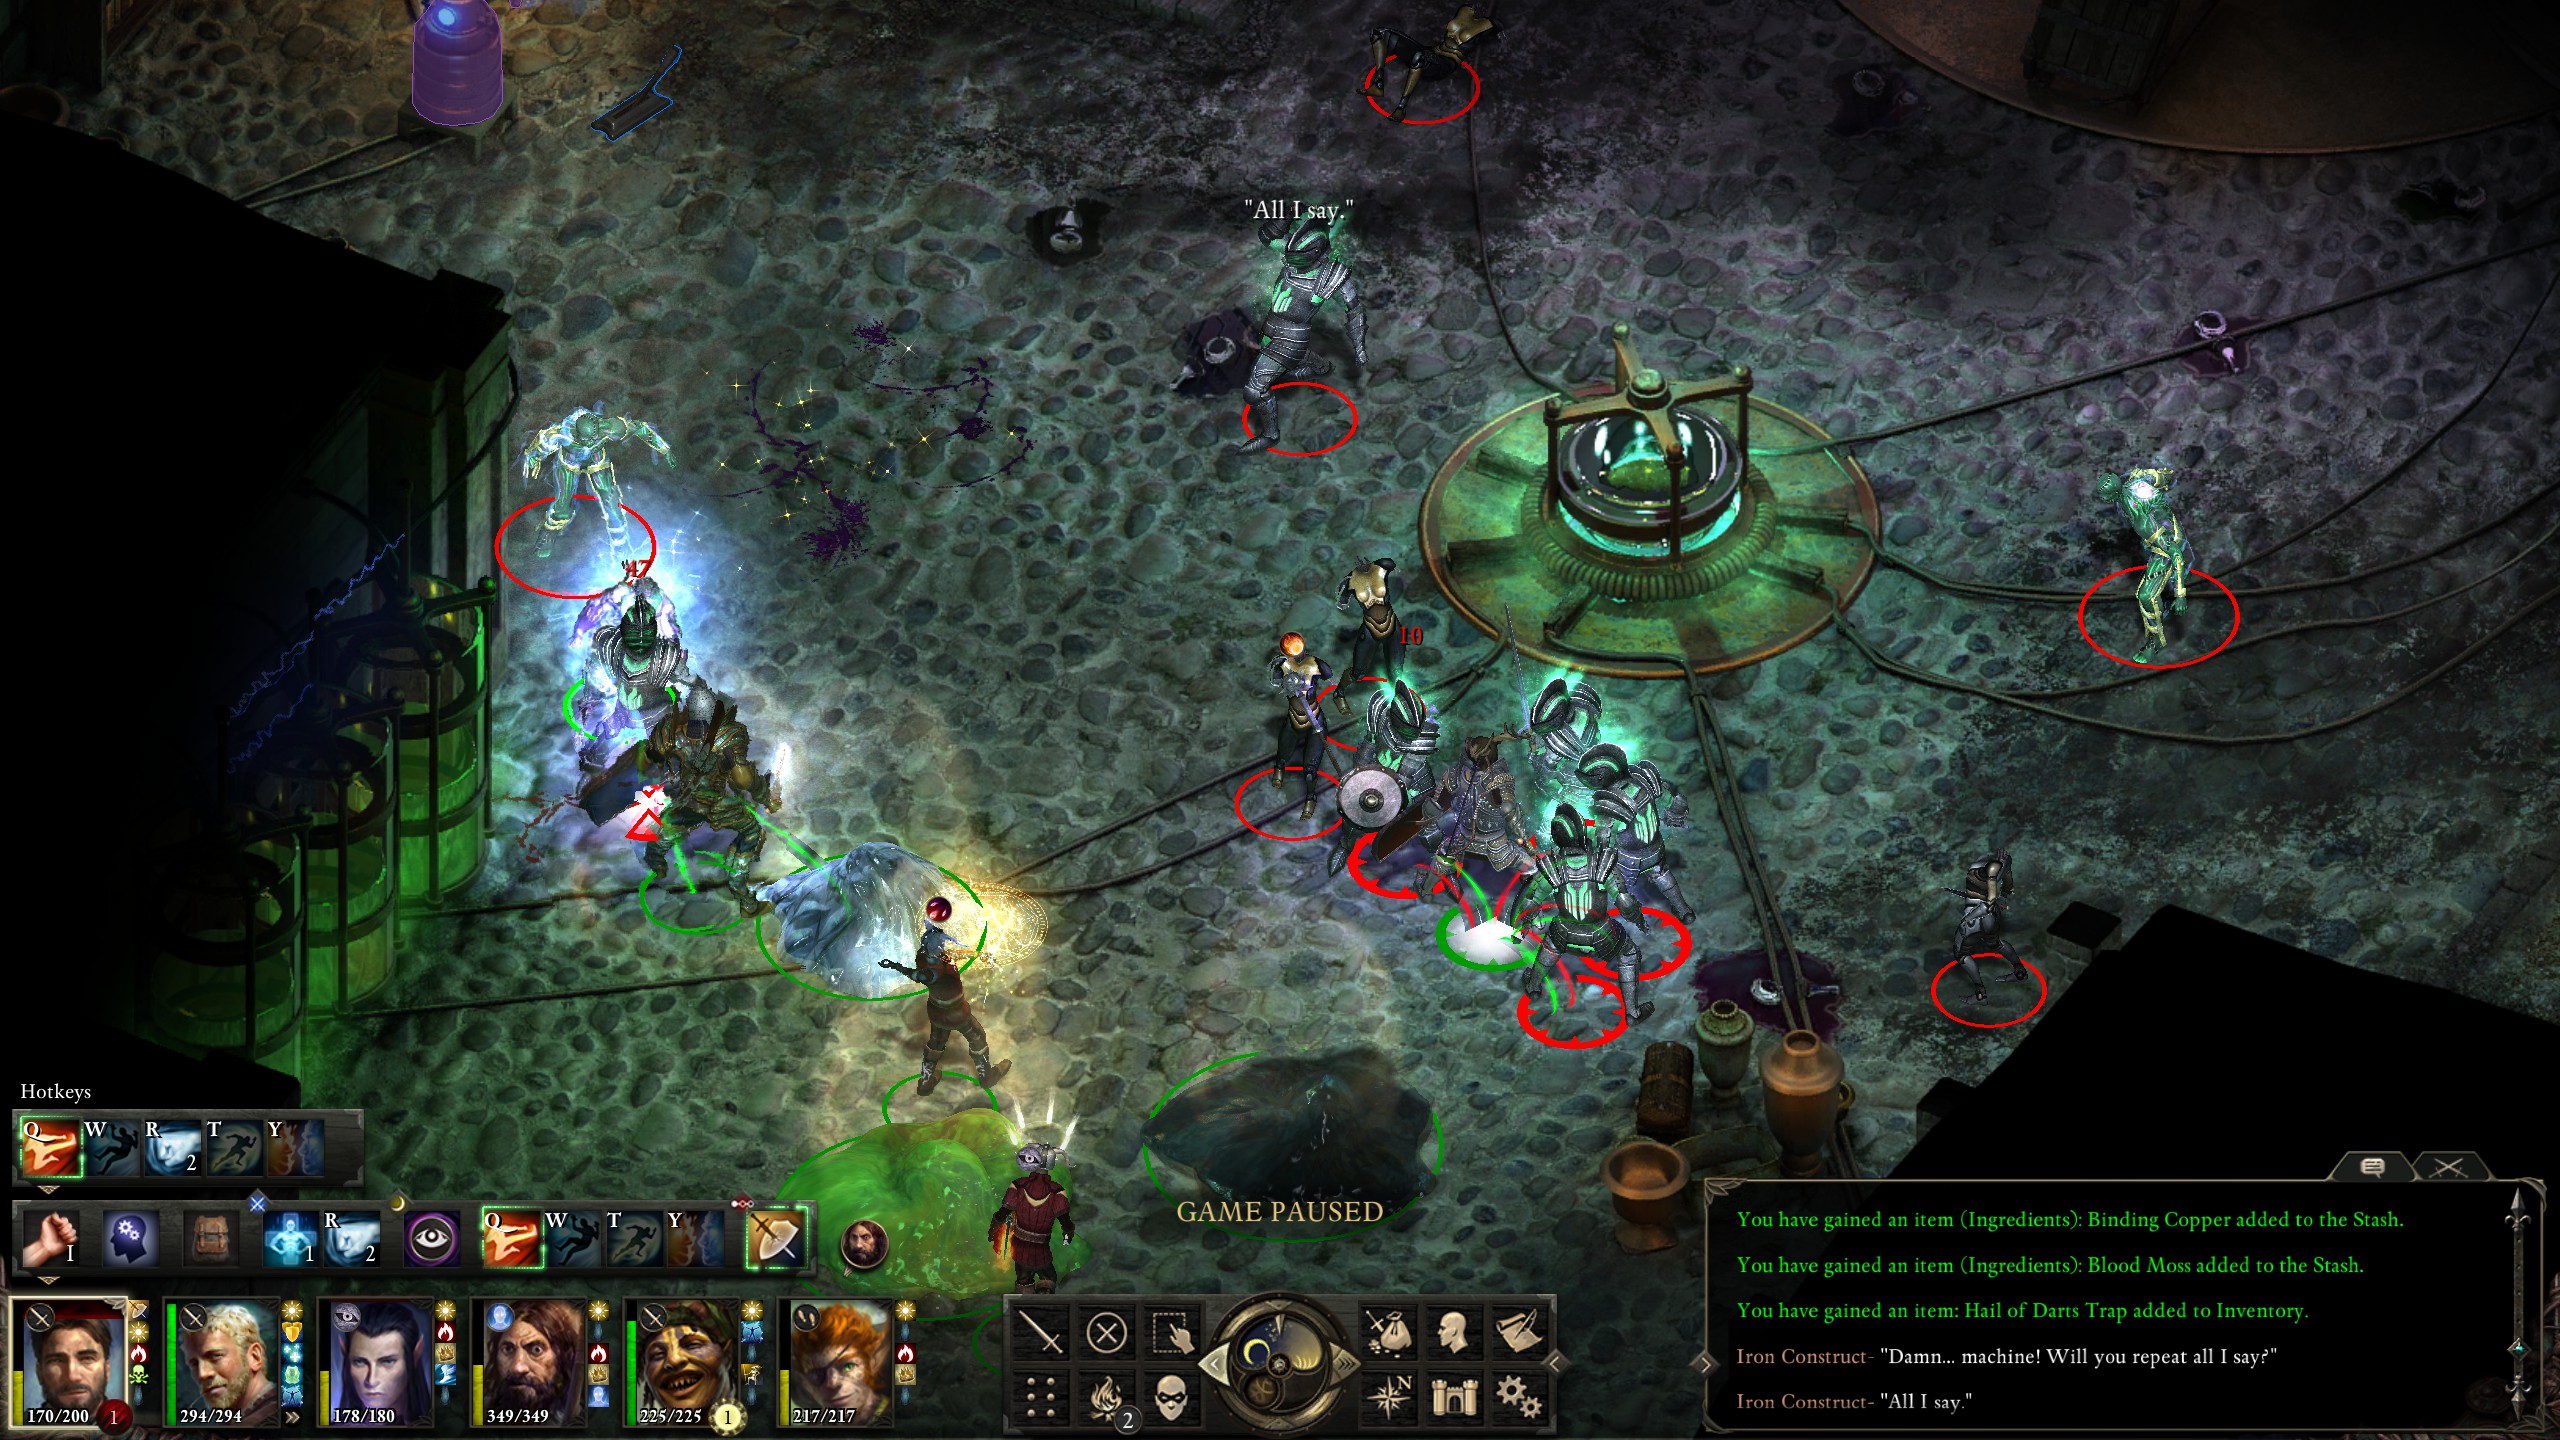 "All I say."
47
10
Hotkeys
Q W R T Y
2
Q W T Y
R
I 1 2
GAME PAUSED
You have gained an item (Ingredients): Binding Copper added to the Stash.
You have gained an item (Ingredients): Blood Moss added to the Stash.
You have gained an item: Hail of Darts Trap added to Inventory.
Iron Construct- "Damn... machine! Will you repeat all I say?"
Iron Construct- "All I say."
170/200 1 294/294 178/180 349/349 225/225 1 217/217
2
N